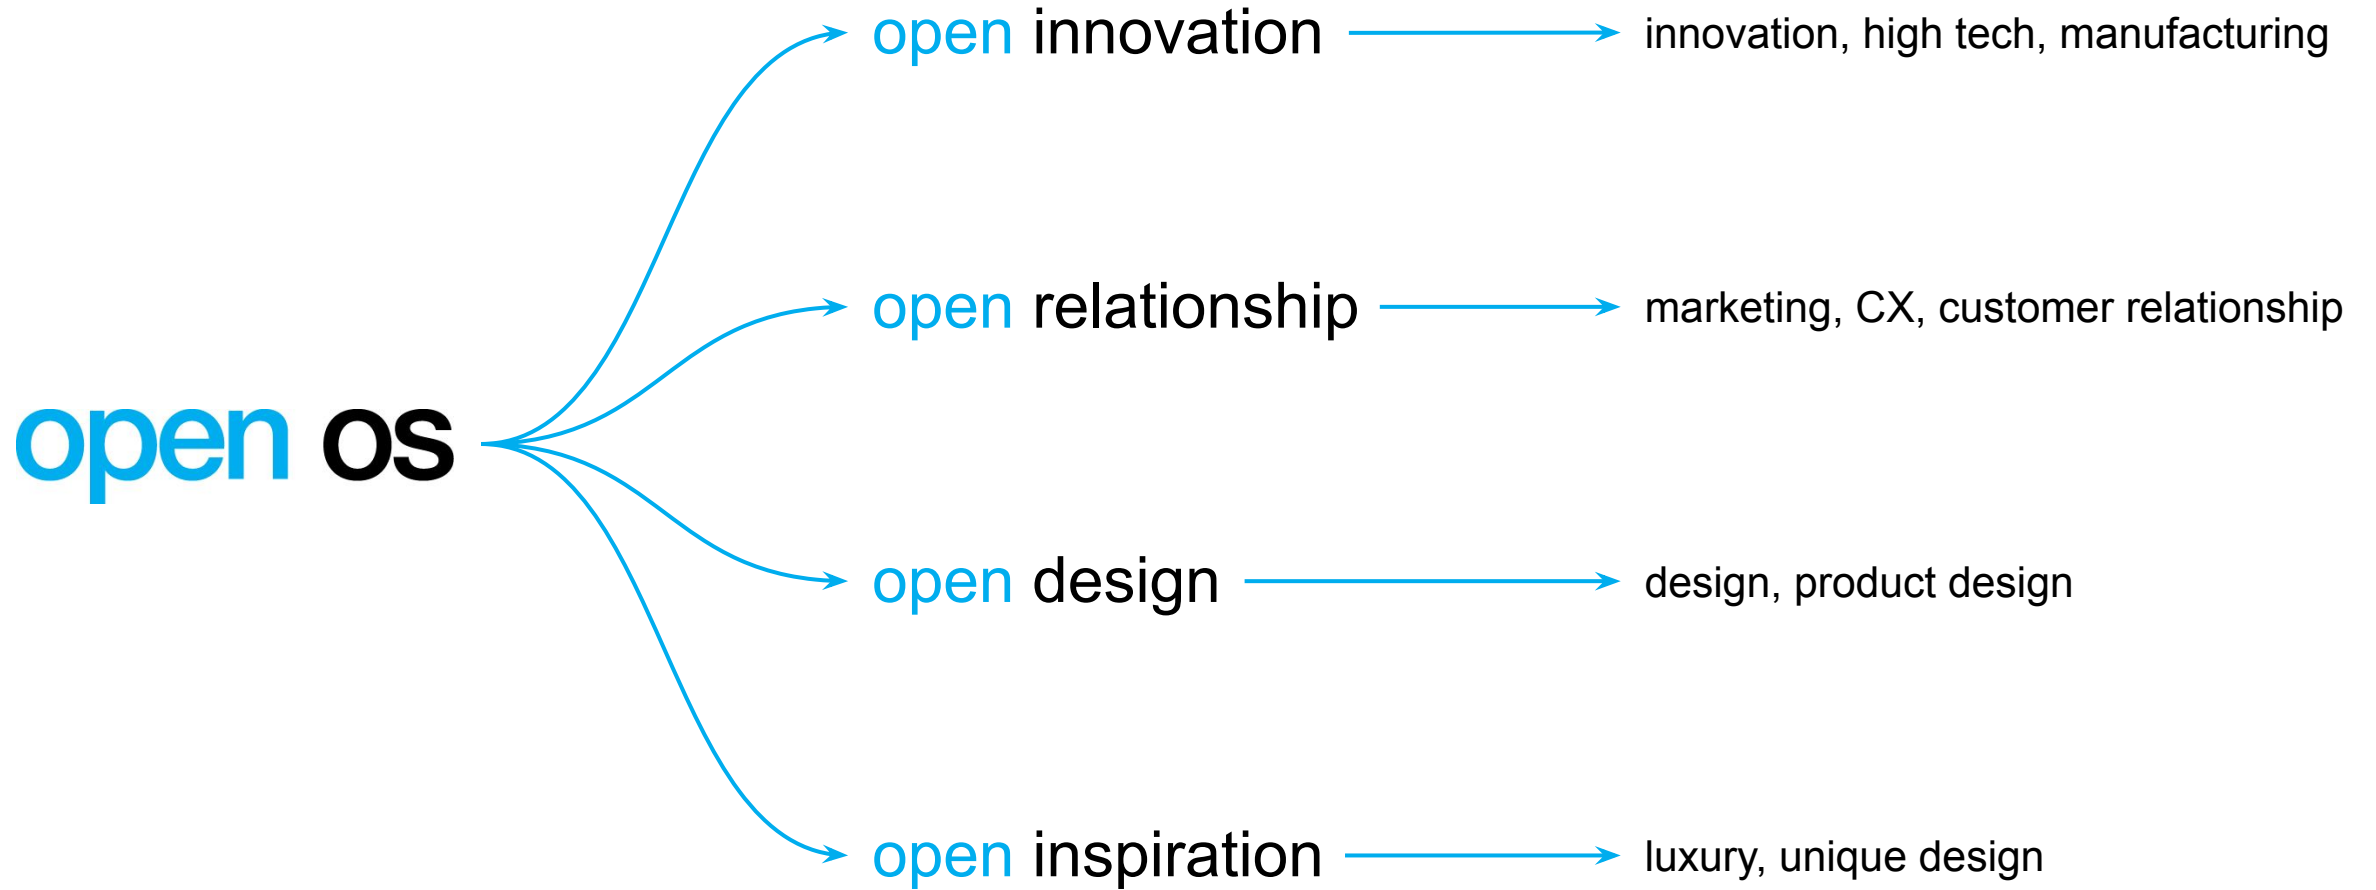 open innovation
innovation, high tech, manufacturing
open relationship
marketing, CX, customer relationship
open os
open design
design, product design
open inspiration
luxury, unique design